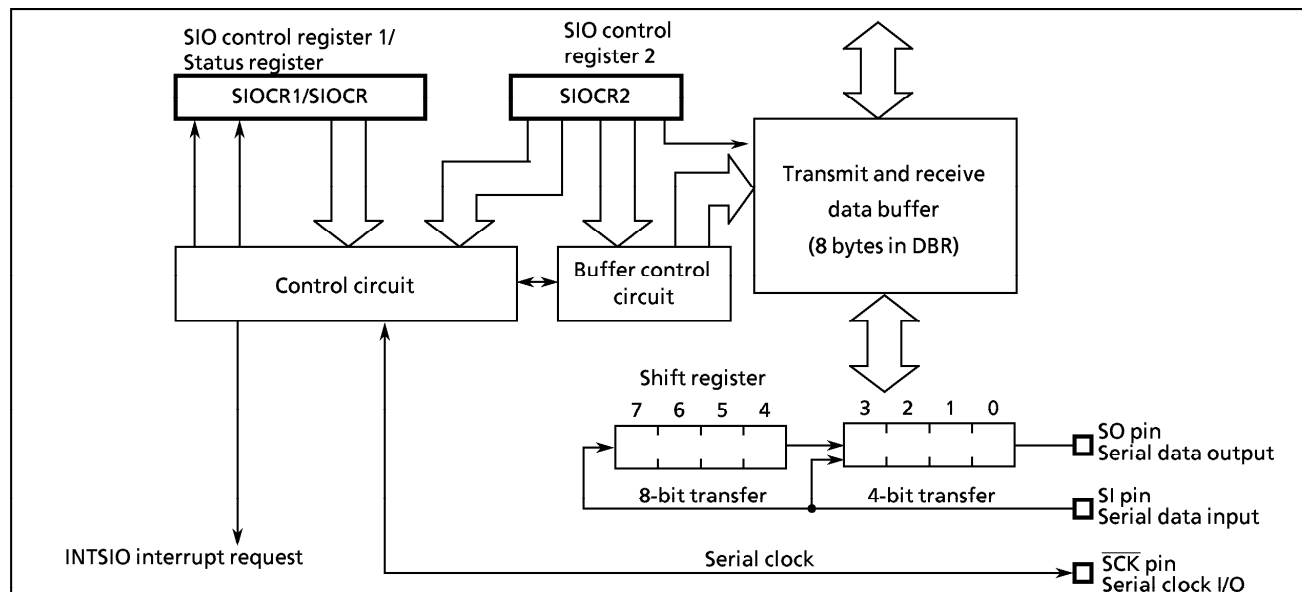 SIO control register 1/
Status register
SIO control
register 2
SIOCR1/SIOCR
SIOCR2
Transmit and receive
data buffer
(8 bytes in DBR)
Control circuit
Buffer control
circuit
Shift register
7 6 5 4
3 2 1 0
SO pin
Serial data output
8-bit transfer
4-bit transfer
SI pin
Serial data input
INTSIO interrupt request
Serial clock
S̅C̅K̅ pin
Serial clock I/O